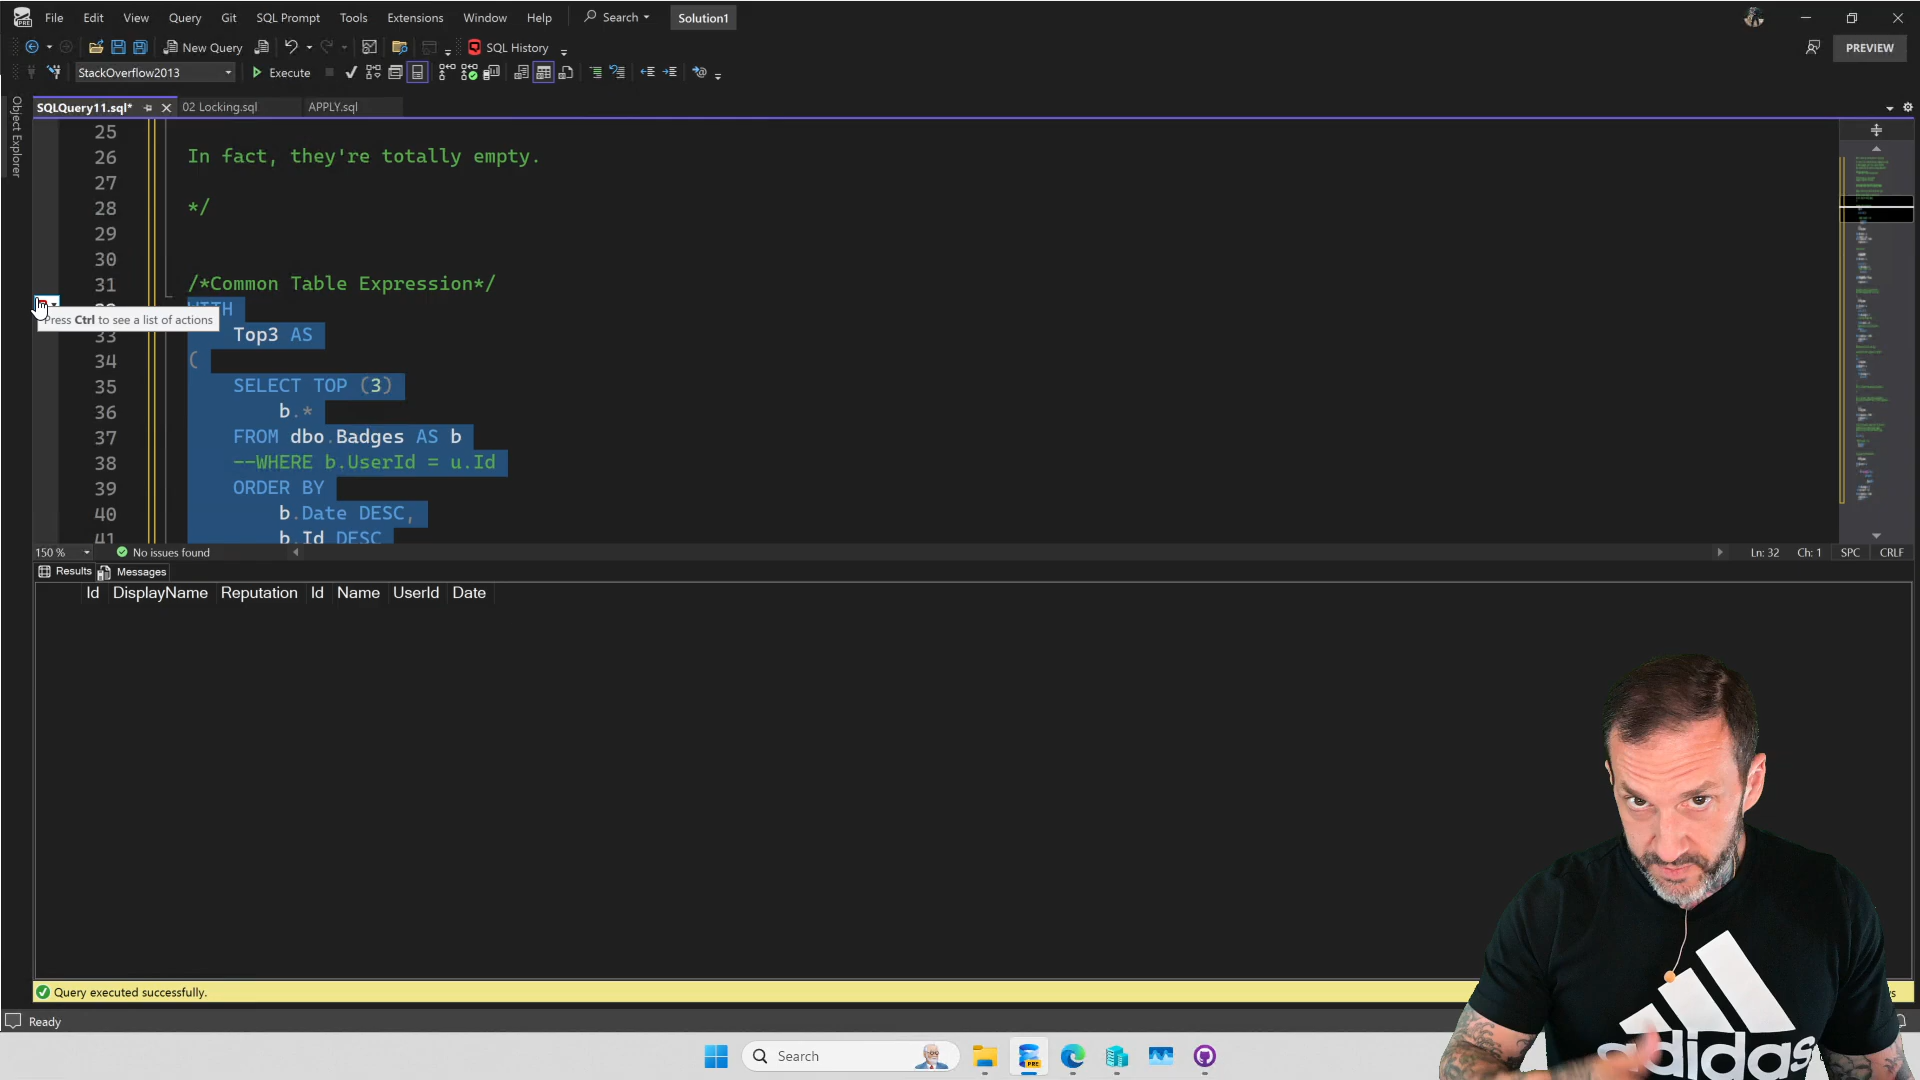 File Edit View Query Git SQL Prompt Tools Extensions Window Help Search Solution1
New Query SQL History PREVIEW
StackOverflow2013 Execute
SQLQuery11.sql* 02 Locking.sql APPLY.sql
Object Explorer
25
26 In fact, they're totally empty.
27
28 */
29
30
31 /*Common Table Expression*/
WITH
Press Ctrl to see a list of actions
33 Top3 AS
34 (
35 SELECT TOP (3)
36 b.*
37 FROM dbo.Badges AS b
38 --WHERE b.UserId = u.Id
39 ORDER BY
40 b.Date DESC,
41 b.Id DESC
150 % No issues found Ln: 32 Ch: 1 SPC CRLF
Results Messages
Id DisplayName Reputation Id Name UserId Date
Query executed successfully.
Ready
Search
PRE
adidas